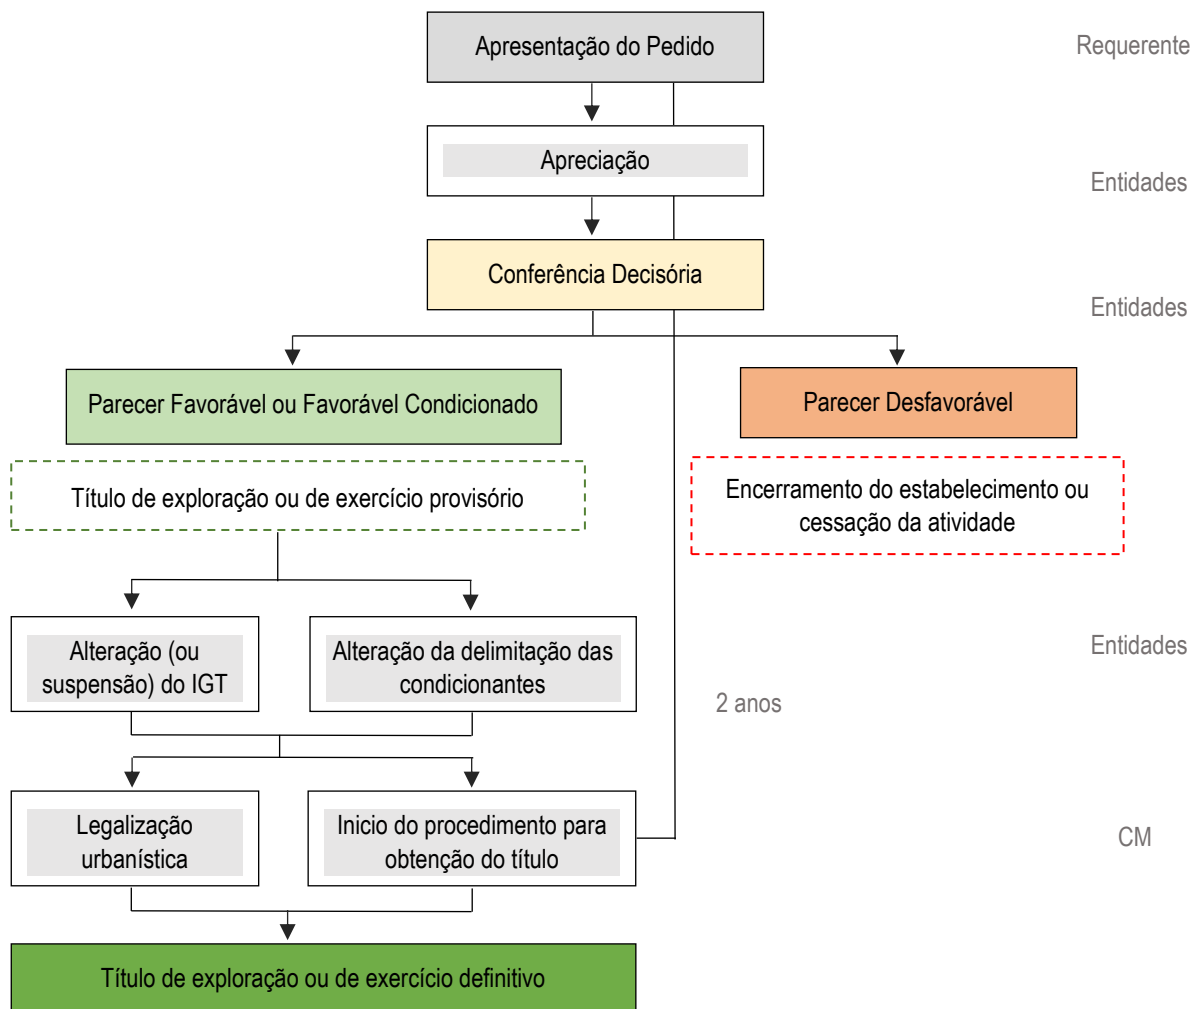 Apresentação do Pedido
Requerente
Apreciação
Entidades
Conferência Decisória
Entidades
Parecer Favorável ou Favorável Condicionado
Parecer Desfavorável
Título de exploração ou de exercício provisório
Encerramento do estabelecimento ou
cessação da atividade
Alteração (ou
suspensão) do IGT
Alteração da delimitação das
condicionantes
Entidades
2 anos
Legalização
urbanística
Inicio do procedimento para
obtenção do título
CM
Título de exploração ou de exercício definitivo